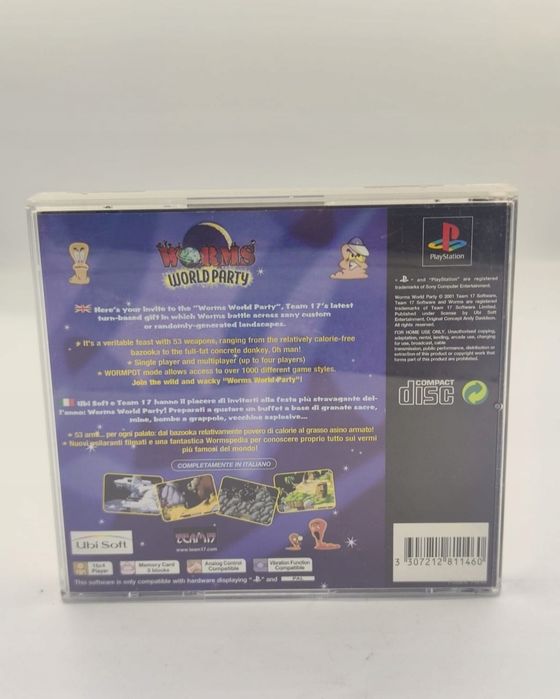 WORMS
WORLD PARTY
Here's your invite to the "Worms World Party", Team 17's latest
turn-based gift in which Worms battle across sany custom
or randomly-generated landscapes.
★ It's a veritable feast with 53 weapons, ranging from the relatively calorie-free
bazooka to the full-fat concrete donkey, Oh man!
★ Single player and multiplayer (up to four players)
★ WORMPOT mode allows access to over 1000 different game styles.
Join the wild and wacky "Worms World Party"!
Ubi Soft e Team 17 hanno il piacere di invitarti alla festa più stravagante del-
l'anno: Worms World Party! Preparati a gustare un buffet a base di granate sacre,
mine, bombe a grappolo, vecchine esplosive...
★ 53 armi... per ogni palato: dal bazooka relativamente povero di calorie al grasso asino armato!
★ Nuovi esilaranti filmati e una fantastica Wormspedia per conoscere proprio tutto sui vermi
più famosi del mondo!
COMPLETAMENTE IN ITALIANO
Ubi Soft
TEAM17
www.team17.com
Player
Memory Card
Analog Control
Compatible
Vibration Function
Compatible
This software is only compatible with hardware displaying " " and PAL
PlayStation
" " and "PlayStation" are registered
trademarks of Sony Computer Entertainment.
Worms World Party © 2001 Team 17 Software.
Team 17 Software and Worms are registered
trademarks of Team 17 Software Limited.
Published under license by Ubi Soft
Entertainment, Original Concept Andy Davidson.
All rights reserved.
FOR HOME USE ONLY. Unauthorised copying,
adaptation, rental, lending, arcade use, charging
for use, broadcast, cable
transmission, public performance, distribution or
extraction of this product or copyright work that
forms part of this product are prohibited.
COMPACT
disc
3 307212 811460